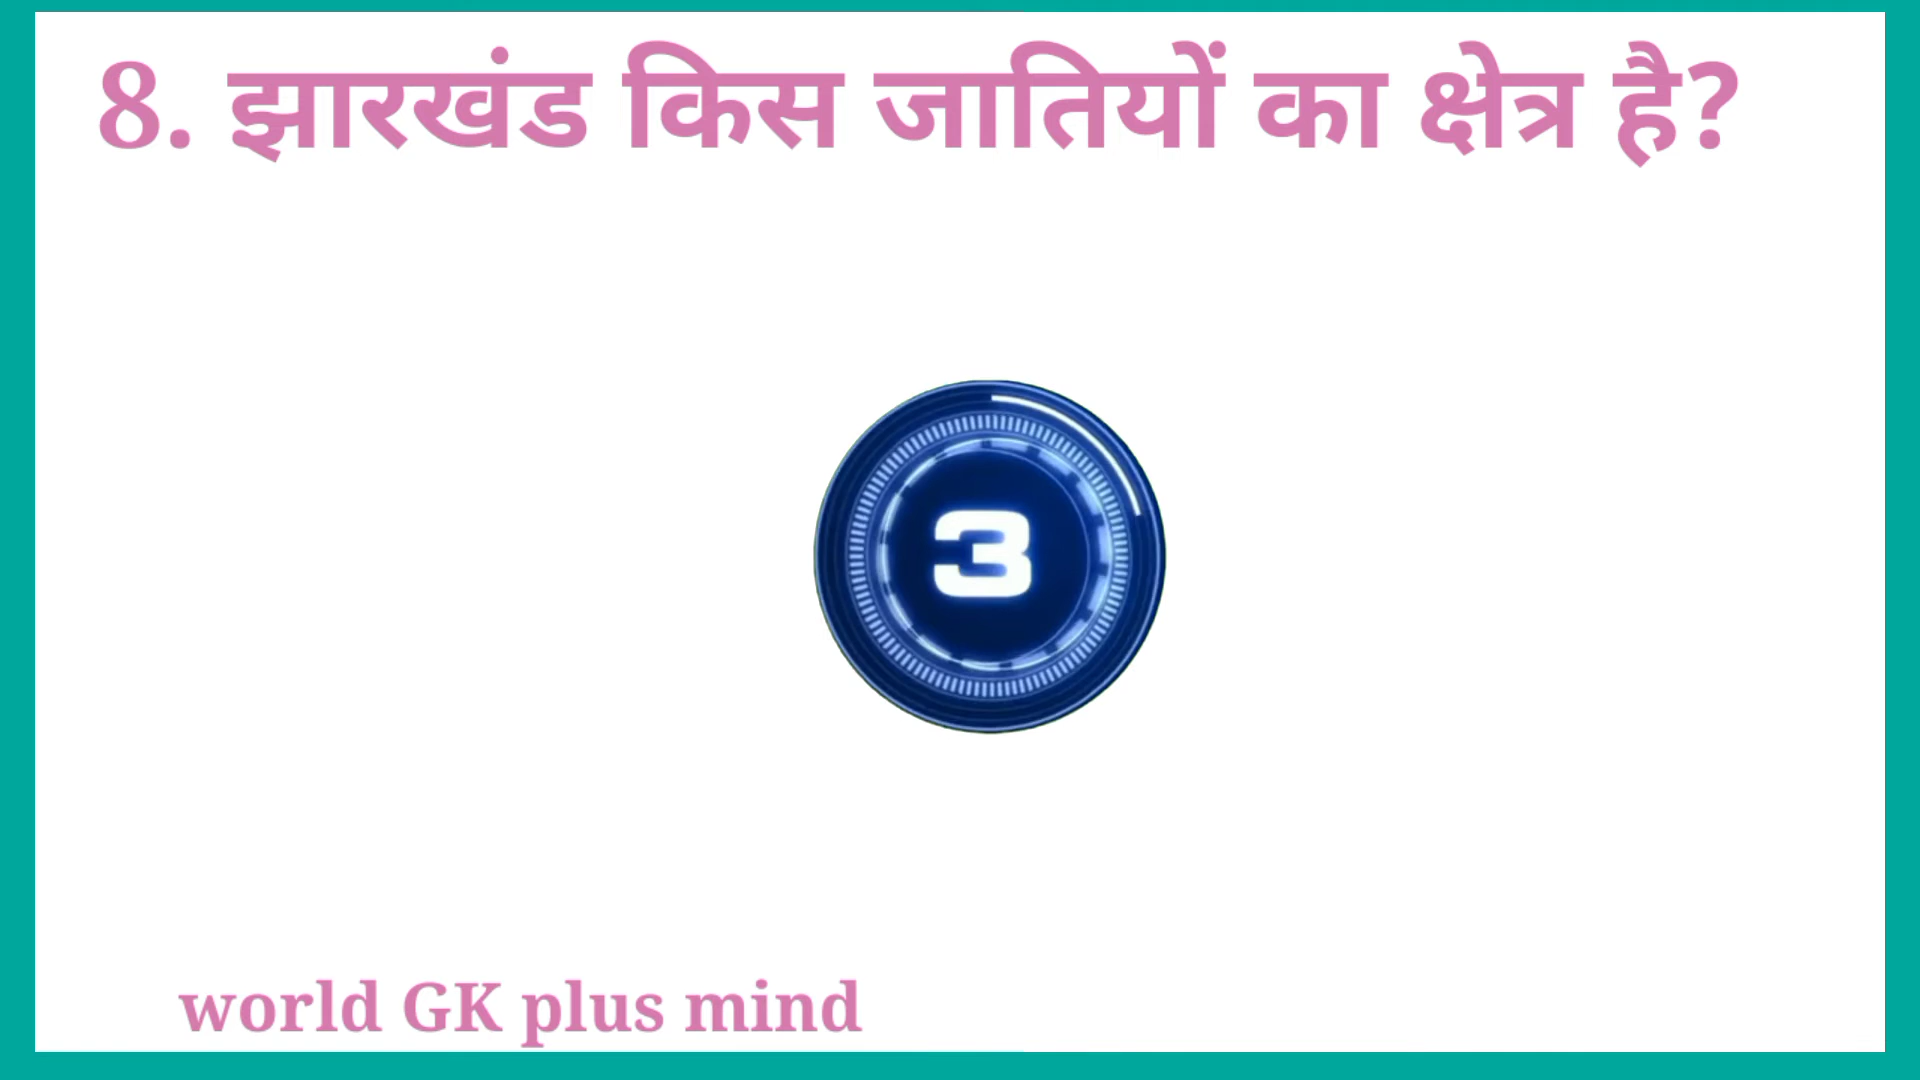 8. झारखंड किस जातियों का क्षेत्र है?
3
world GK plus mind